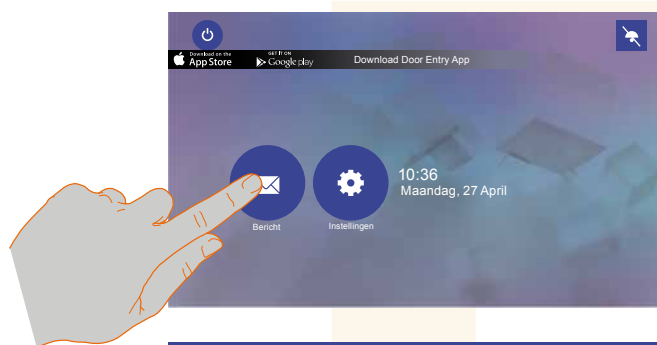 Download on the
App Store
GET IT ON
Google play
Download Door Entry App
10:36
Maandag, 27 April
Bericht
Instellingen